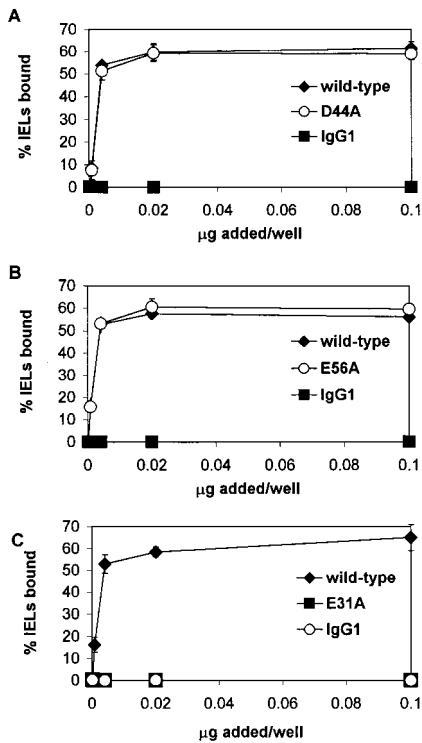 A
70
60
50
40
30
20
10
0
% IELs bound
wild-type
D44A
IgG1
0 0.02 0.04 0.06 0.08 0.1
µg added/well
B
70
60
50
40
30
20
10
0
% IELs bound
wild-type
E56A
IgG1
0 0.02 0.04 0.06 0.08 0.1
µg added/well
C
70
60
50
40
30
20
10
0
% IELs bound
wild-type
E31A
IgG1
0 0.02 0.04 0.06 0.08 0.1
µg added/well